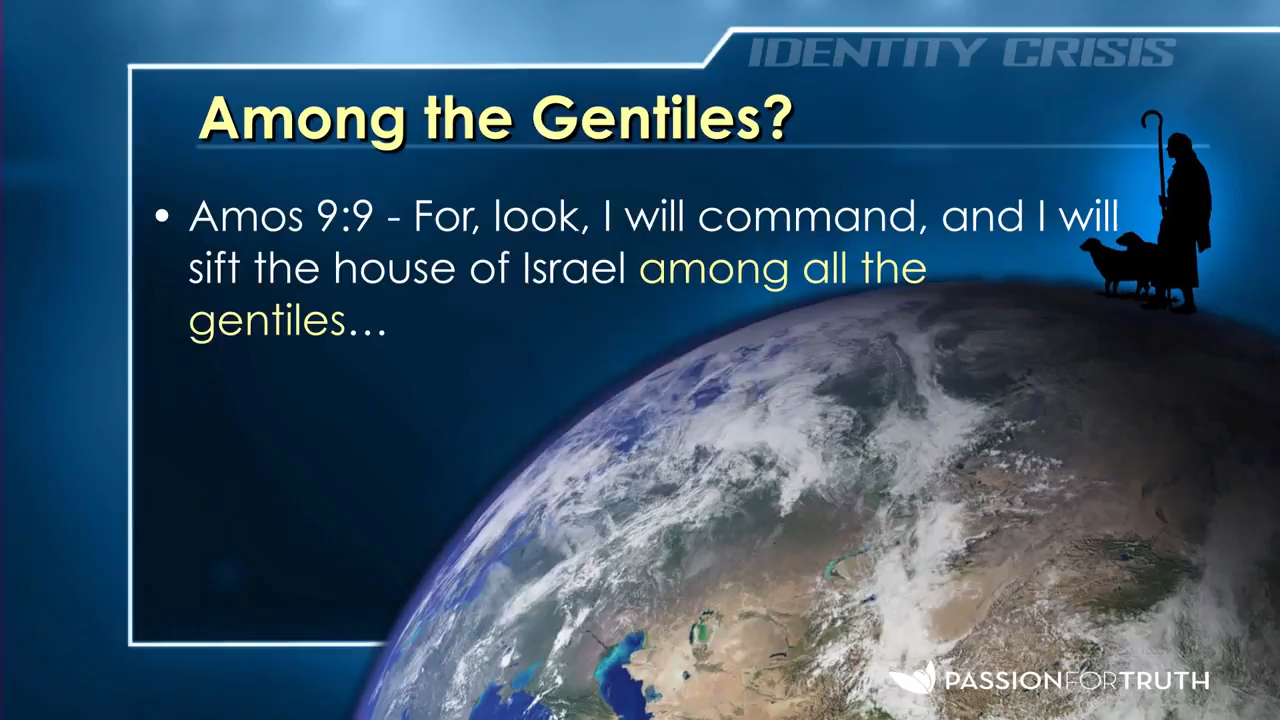 IDENTITY CRISIS
Among the Gentiles?
• Amos 9:9 - For, look, I will command, and I will
sift the house of Israel among all the
gentiles…
PASSIONFORTRUTH